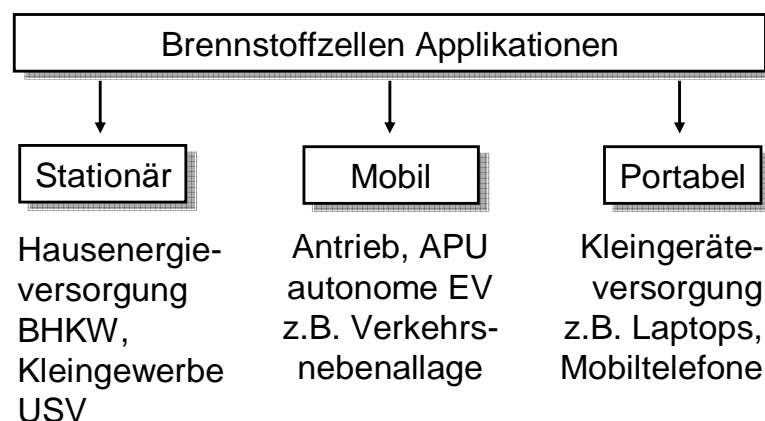 Brennstoffzellen Applikationen
Stationär
Hausenergie-
versorgung
BHKW,
Kleingewerbe
USV
Mobil
Antrieb, APU
autonome EV
z.B. Verkehrs-
nebenallage
Portabel
Kleingeräte-
versorgung
z.B. Laptops,
Mobiltelefone